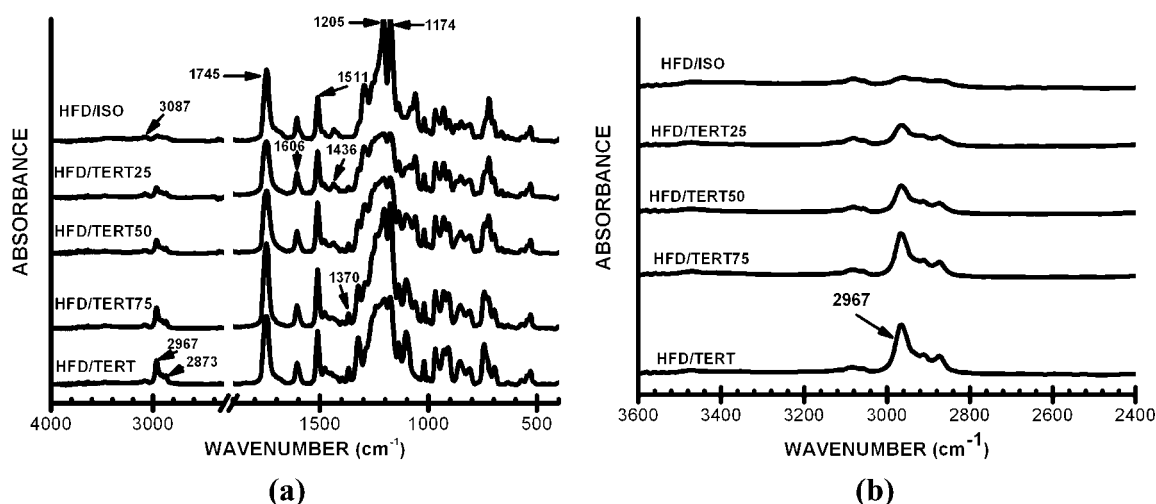 1205
1174
1745
1511
HFD/ISO
3087
HFD/TERT25
1606
1436
HFD/TERT50
HFD/TERT75
1370
2967
HFD/TERT
2873
ABSORBANCE
4000
3000
1500
1000
500
WAVENUMBER (cm-1)
(a)
HFD/ISO
HFD/TERT25
HFD/TERT50
HFD/TERT75
2967
HFD/TERT
ABSORBANCE
3600
3400
3200
3000
2800
2600
2400
WAVENUMBER (cm-1)
(b)